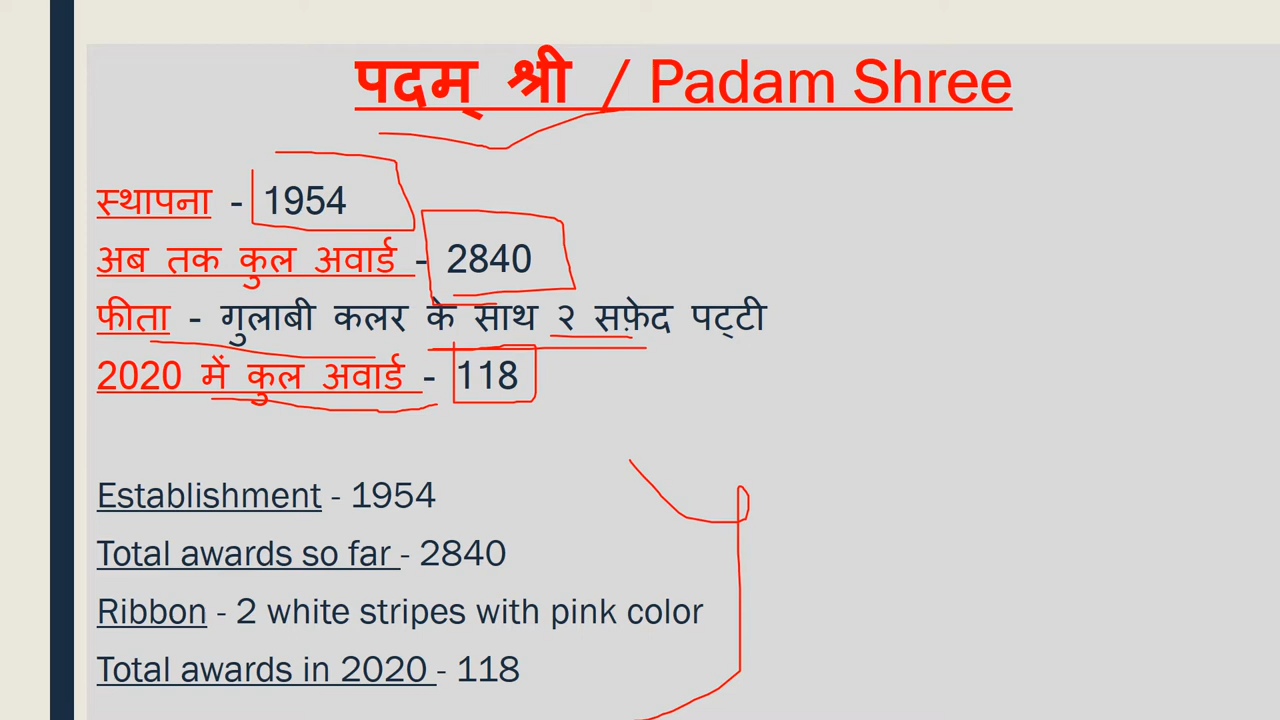 पदम् श्री / Padam Shree
स्थापना - 1954
अब तक कुल अवार्ड - 2840
फीता - गुलाबी कलर के साथ २ सफ़ेद पट्टी
2020 में कुल अवार्ड - 118
Establishment - 1954
Total awards so far - 2840
Ribbon - 2 white stripes with pink color
Total awards in 2020 - 118